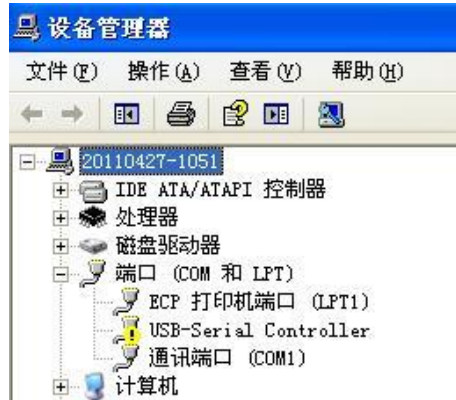 设备管理器
文件(F) 操作(A) 查看(V) 帮助(H)
20110427-1051
IDE ATA/ATAPI 控制器
处理器
磁盘驱动器
端口 (COM 和 LPT)
ECP 打印机端口 (LPT1)
USB-Serial Controller
通讯端口 (COM1)
计算机